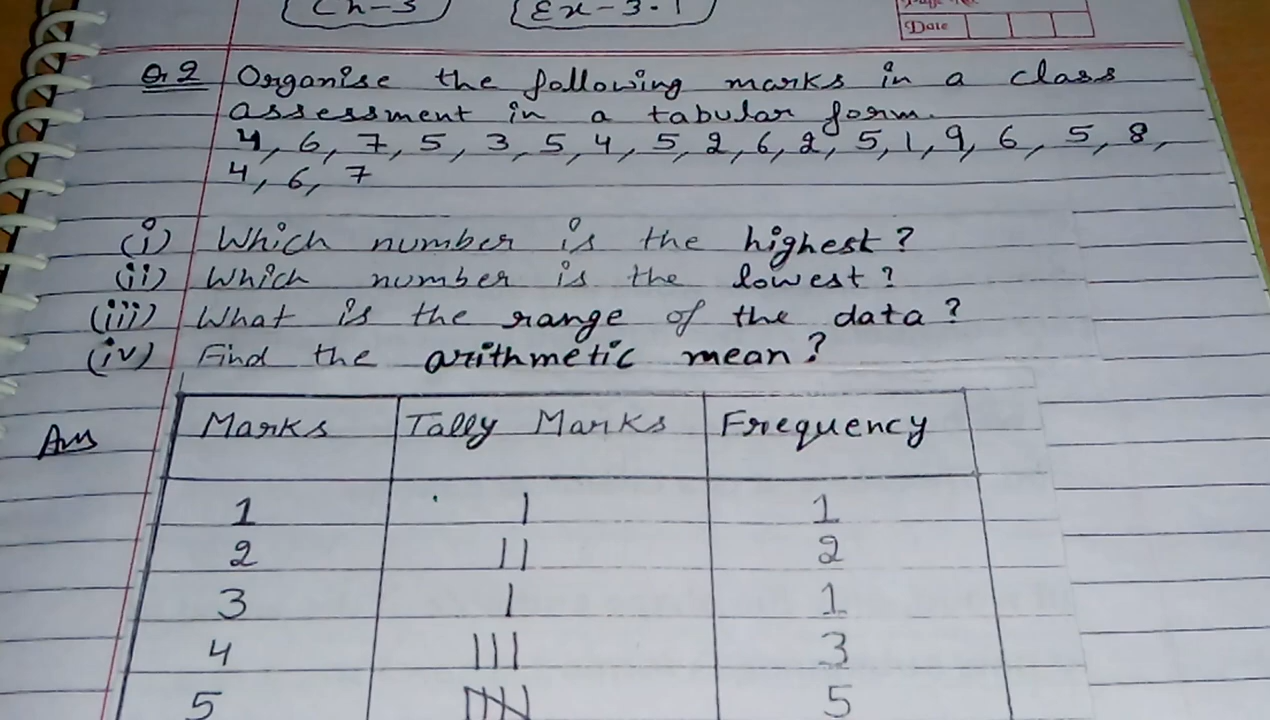 Ch-3 Ex-3.1
Date
Q.2 Organise the following marks in a class
assessment in a tabular form.
4, 6, 7, 5, 3, 5, 4, 5, 2, 6, 2, 5, 1, 9, 6, 5, 8,
4, 6, 7
(i) Which number is the highest?
(ii) Which number is the lowest?
(iii) What is the range of the data?
(iv) Find the arithmetic mean?
Ans Marks Tally Marks Frequency
1 | 1
2 || 2
3 | 1
4 ||| 3
5 |||| 5